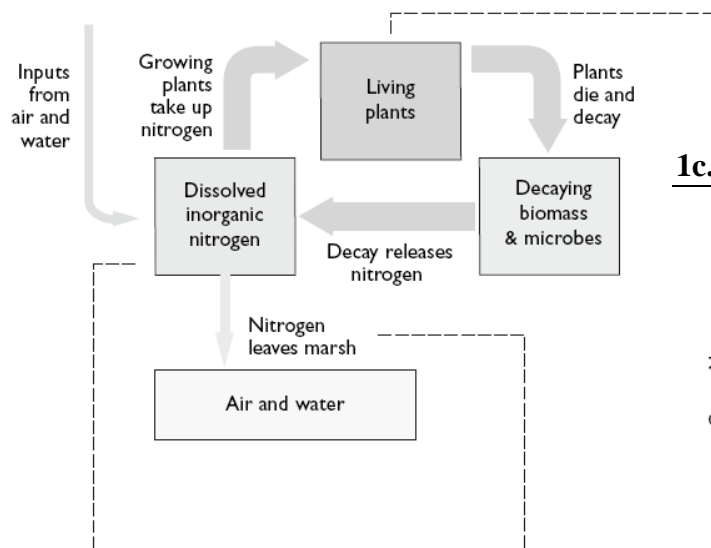 Inputs
from
air and
water
Growing
plants
take up
nitrogen
Living
plants
Plants
die and
decay
1c.
Dissolved
inorganic
nitrogen
Decaying
biomass
& microbes
Decay releases
nitrogen
Nitrogen
leaves marsh
Air and water